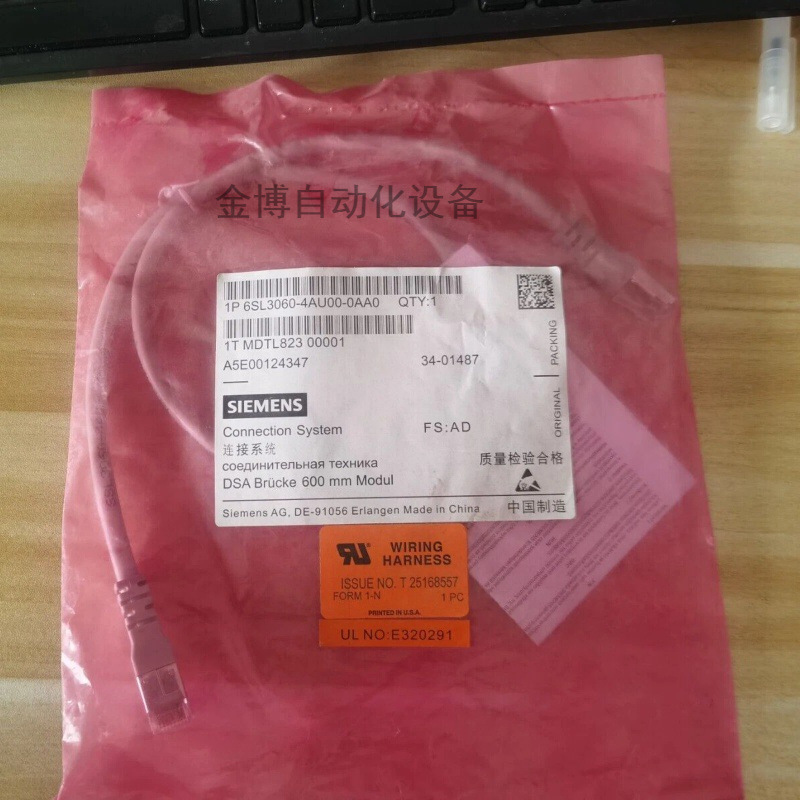 金博自动化设备
1P 6SL3060-4AU00-0AA0 QTY:1
1T MDTL823 00001
A5E00124347 34-01487
ORIGINAL PACKING
SIEMENS
Connection System FS:AD
连接系统
соединительная техника
质量检验合格
DSA Brücke 600 mm Modul
Siemens AG, DE-91056 Erlangen Made in China
中国制造
RU
WIRING
HARNESS
ISSUE NO. T 25168557
FORM 1-N 1 PC
PRINTED IN U.S.A.
UL NO:E320291